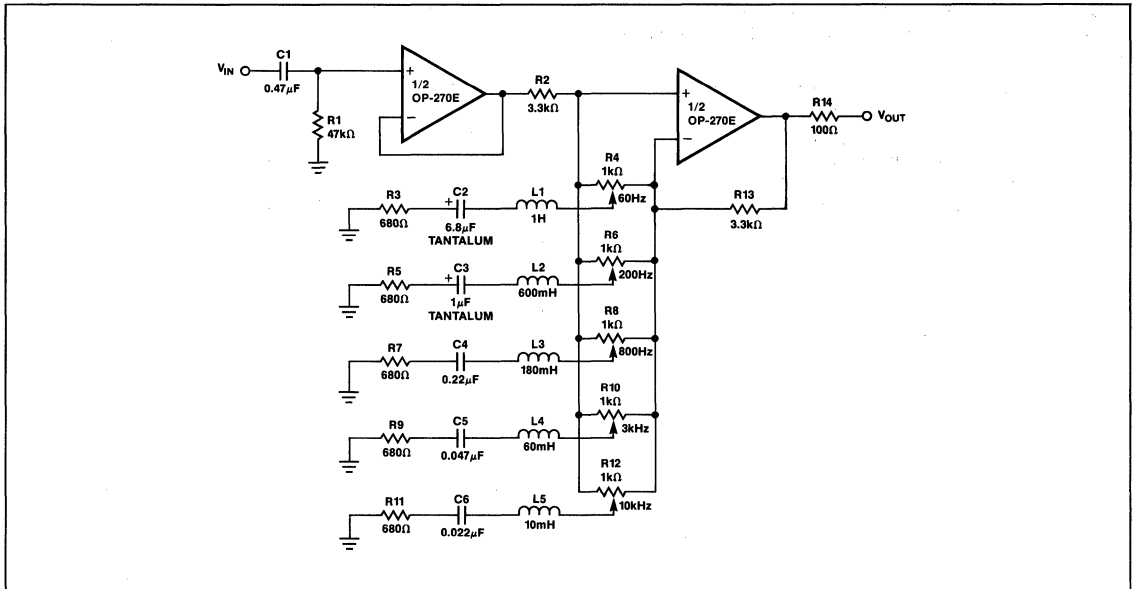 C1
V_IN
0.47µF
+
1/2
OP-270E
−
R2
3.3kΩ
R1
47kΩ
+
1/2
OP-270E
−
R14
100Ω
V_OUT
R4
1kΩ
60Hz
R13
3.3kΩ
R3
680Ω
+
C2
6.8µF
TANTALUM
L1
1H
R6
1kΩ
200Hz
R5
680Ω
+
C3
1µF
TANTALUM
L2
600mH
R8
1kΩ
800Hz
R7
680Ω
C4
0.22µF
L3
180mH
R10
1kΩ
3kHz
R9
680Ω
C5
0.047µF
L4
60mH
R12
1kΩ
10kHz
R11
680Ω
C6
0.022µF
L5
10mH